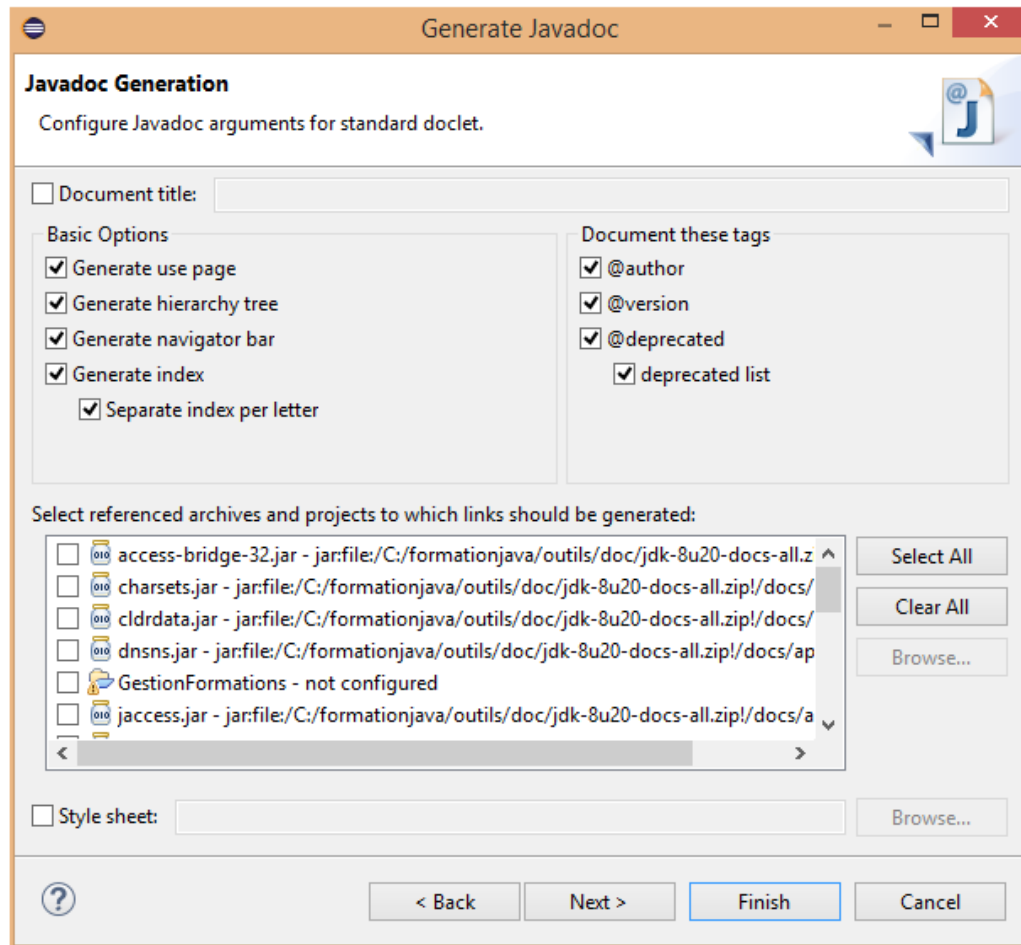 Generate Javadoc
Javadoc Generation
Configure Javadoc arguments for standard doclet.
@
J
Document title:
Basic Options
Generate use page
Generate hierarchy tree
Generate navigator bar
Generate index
Separate index per letter
Document these tags
@author
@version
@deprecated
deprecated list
Select referenced archives and projects to which links should be generated:
access-bridge-32.jar - jar:file:/C:/formationjava/outils/doc/jdk-8u20-docs-all.z
charsets.jar - jar:file:/C:/formationjava/outils/doc/jdk-8u20-docs-all.zip!/docs/
cldrdata.jar - jar:file:/C:/formationjava/outils/doc/jdk-8u20-docs-all.zip!/docs/
dnsns.jar - jar:file:/C:/formationjava/outils/doc/jdk-8u20-docs-all.zip!/docs/ap
GestionFormations - not configured
jaccess.jar - jar:file:/C:/formationjava/outils/doc/jdk-8u20-docs-all.zip!/docs/a
Select All
Clear All
Browse...
Style sheet:
Browse...
?
< Back
Next >
Finish
Cancel